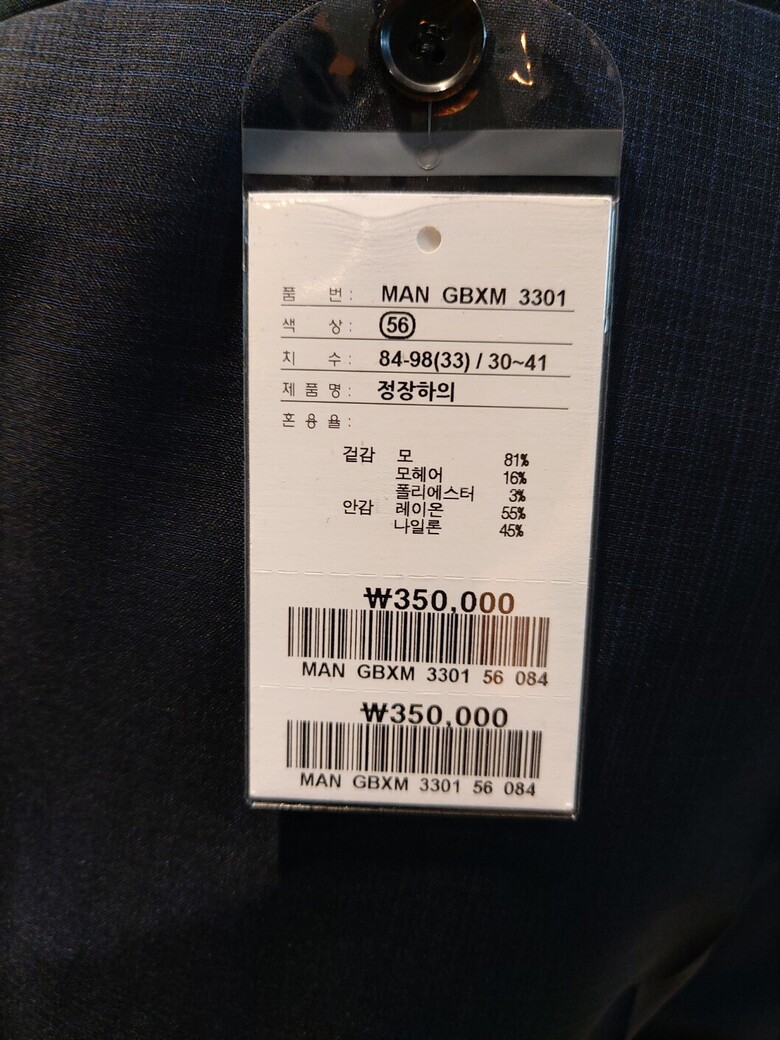 품 번 : MAN GBXM 3301
색 상 : 56
치 수 : 84-98(33) / 30~41
제 품 명 : 정장하의
혼 용 율 :
겉감 모 81%
모헤어 16%
폴리에스터 3%
안감 레이온 55%
나일론 45%
₩350,000
MAN GBXM 3301 56 084
₩350,000
MAN GBXM 3301 56 084